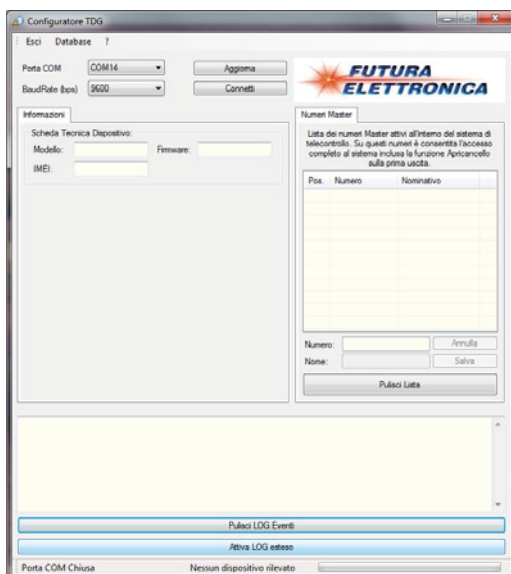 Configuratore TDG
Esci Database ?
Porta COM COM14 Aggiorna
BaudRate (bps) 9600 Connetti
FUTURA
ELETTRONICA
Informazioni
Scheda Tecnica Dispositivo:
Modello: Firmware:
IMEI:
Numeri Master
Lista dei numeri Master attivi all'interno del sistema di
telecontrollo. Su questi numeri è consentita l'accesso
completo al sistema inclusa la funzione Apricancello
sulla prima uscita.
Pos. Numero Nominativo
Numero: Annulla
Nome: Salva
Pulisci Lista
Pulisci LOG Eventi
Attiva LOG esteso
Porta COM Chiusa Nessun dispositivo rilevato